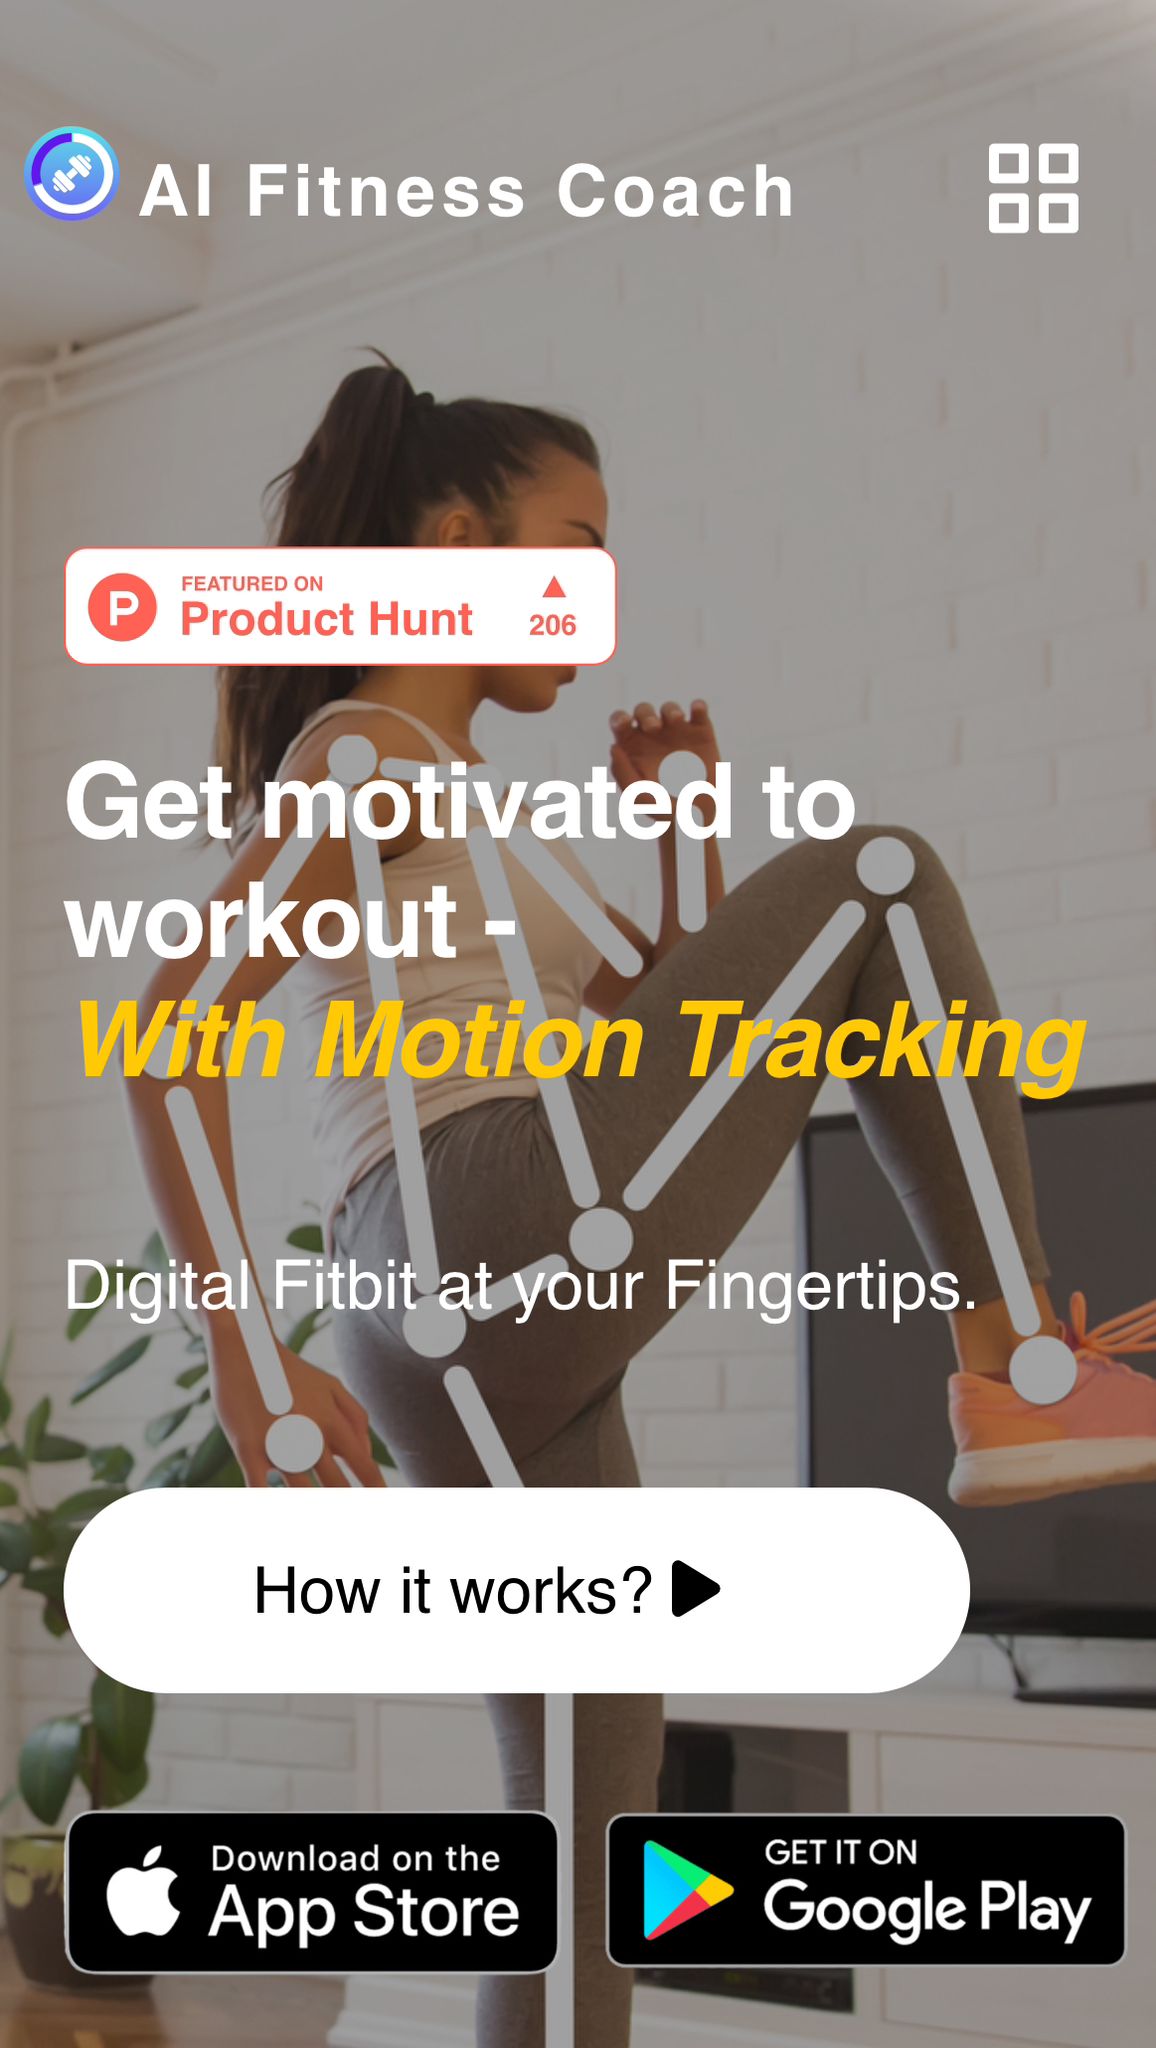 AI Fitness Coach
P
FEATURED ON
Product Hunt
206
Get motivated to
workout -
With Motion Tracking
Digital Fitbit at your Fingertips.
How it works?
Download on the
App Store
GET IT ON
Google Play